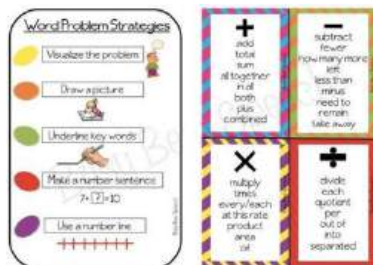 Word Problem Strategies
Visualize the problem
Draw a picture
Underline key words
Make a number sentence
7+?=10
Use a number line
+
add
total
sum
all together
in all
both
plus
combined
−
subtract
fewer
how many more
left
less than
minus
need to
remain
take away
×
multiply
times
every/each
at this rate
product
area
of
÷
divide
each
quotient
per
out of
into
separated